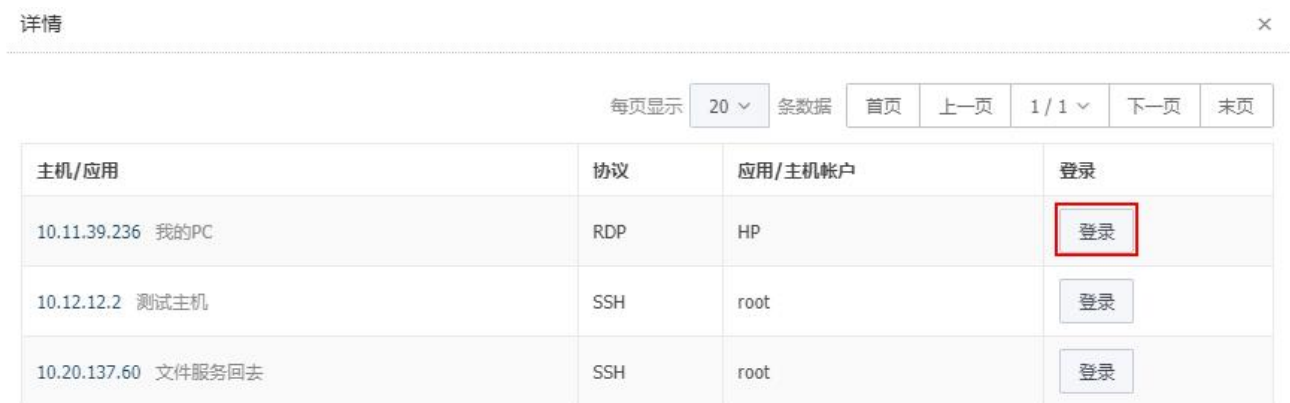 详情 ×
每页显示 20 条数据 首页 上一页 1 / 1 下一页 末页
主机/应用 协议 应用/主机帐户 登录
10.11.39.236 我的PC RDP HP 登录
10.12.12.2 测试主机 SSH root 登录
10.20.137.60 文件服务回去 SSH root 登录